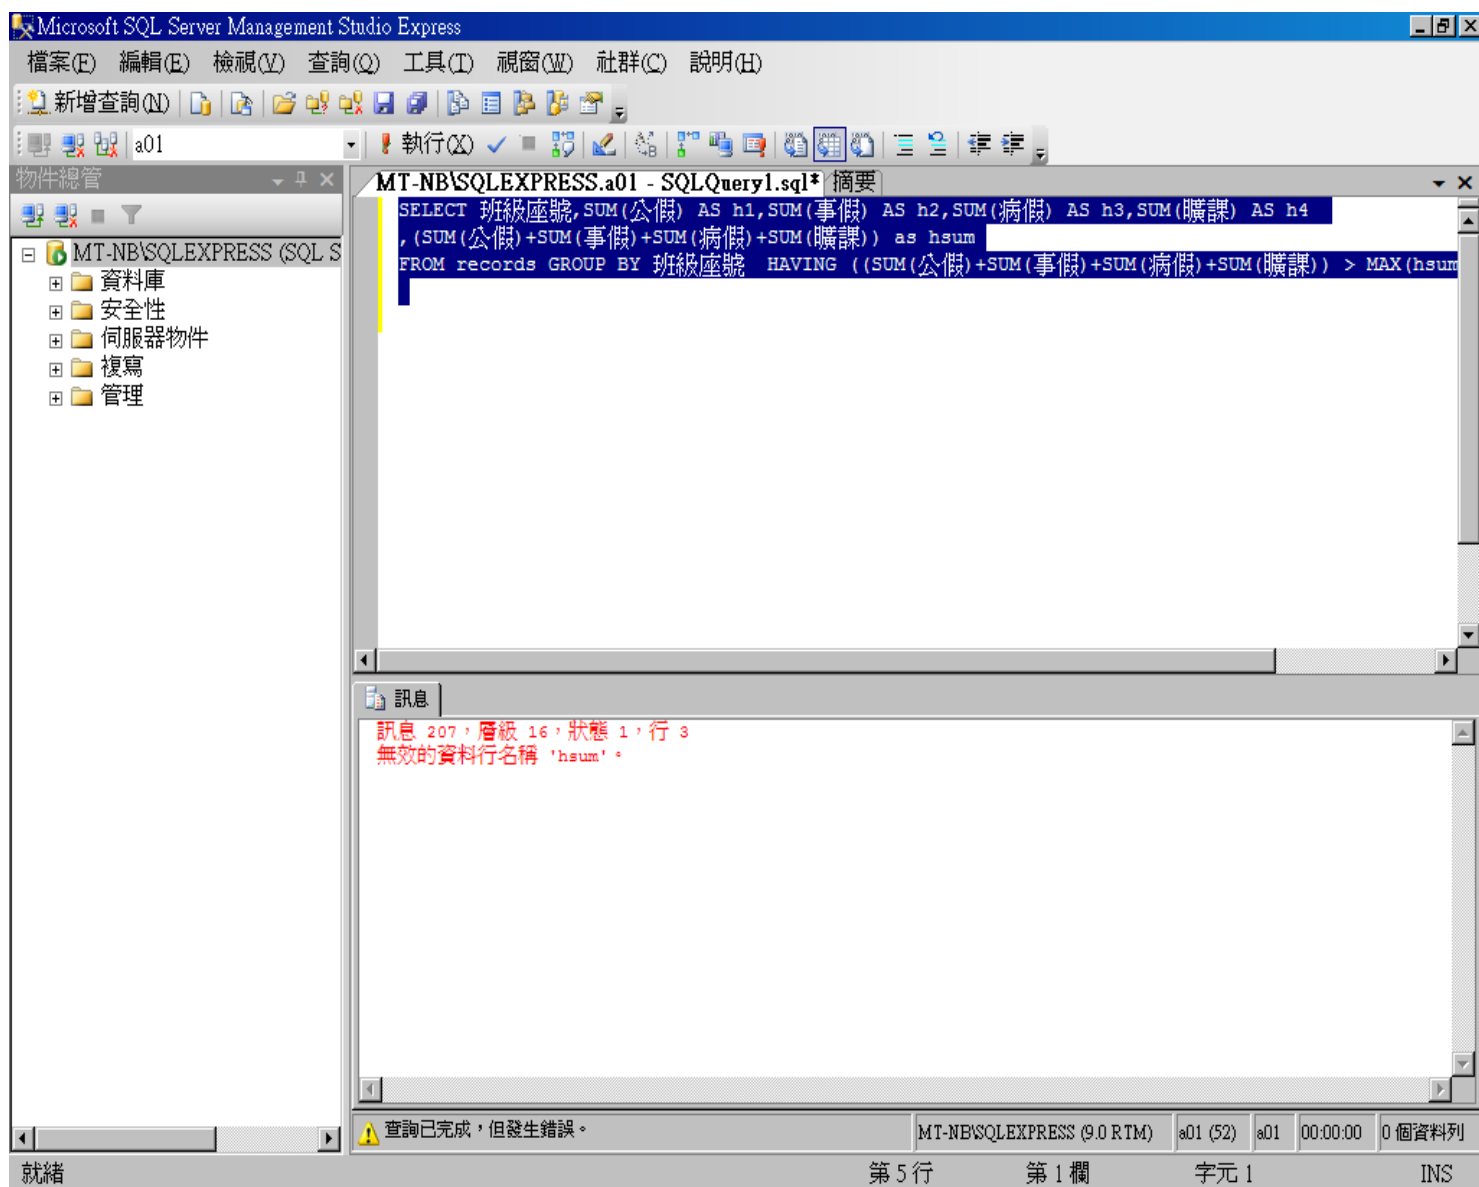 Microsoft SQL Server Management Studio Express
檔案(F) 編輯(E) 檢視(V) 查詢(Q) 工具(T) 視窗(W) 社群(C) 說明(H)
新增查詢(N)
a01 執行(X)
物件總管
MT-NB\SQLEXPRESS.a01 - SQLQuery1.sql* 摘要
MT-NB\SQLEXPRESS (SQL S
資料庫
安全性
伺服器物件
複寫
管理
SELECT 班級座號,SUM(公假) AS h1,SUM(事假) AS h2,SUM(病假) AS h3,SUM(曠課) AS h4
,(SUM(公假)+SUM(事假)+SUM(病假)+SUM(曠課)) as hsum
FROM records GROUP BY 班級座號 HAVING ((SUM(公假)+SUM(事假)+SUM(病假)+SUM(曠課)) > MAX(hsum
訊息
訊息 207，層級 16，狀態 1，行 3
無效的資料行名稱 'hsum'。
查詢已完成，但發生錯誤。 MT-NB\SQLEXPRESS (9.0 RTM) a01 (52) a01 00:00:00 0 個資料列
就緒 第 5 行 第 1 欄 字元 1 INS